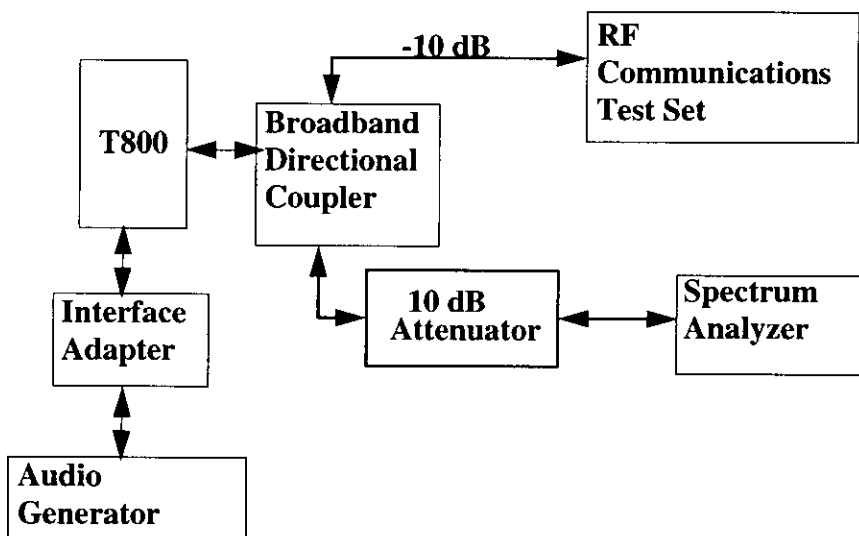 -10 dB
RF
Communications
Test Set
T800
Broadband
Directional
Coupler
Interface
Adapter
10 dB
Attenuator
Spectrum
Analyzer
Audio
Generator